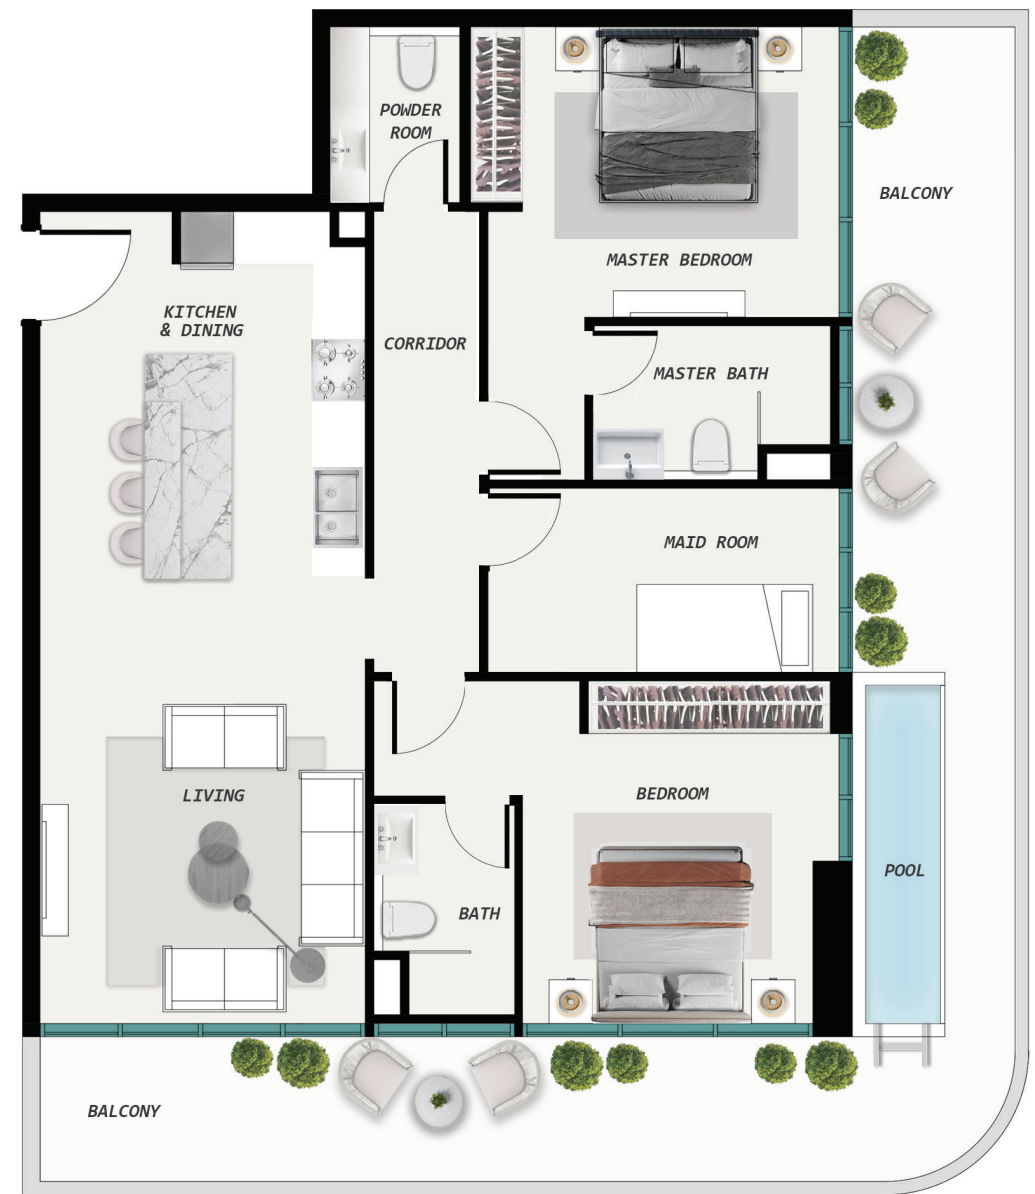 POWDER
ROOM
BALCONY
MASTER BEDROOM
KITCHEN
& DINING
CORRIDOR
MASTER BATH
MAID ROOM
LIVING
BEDROOM
POOL
BATH
BALCONY